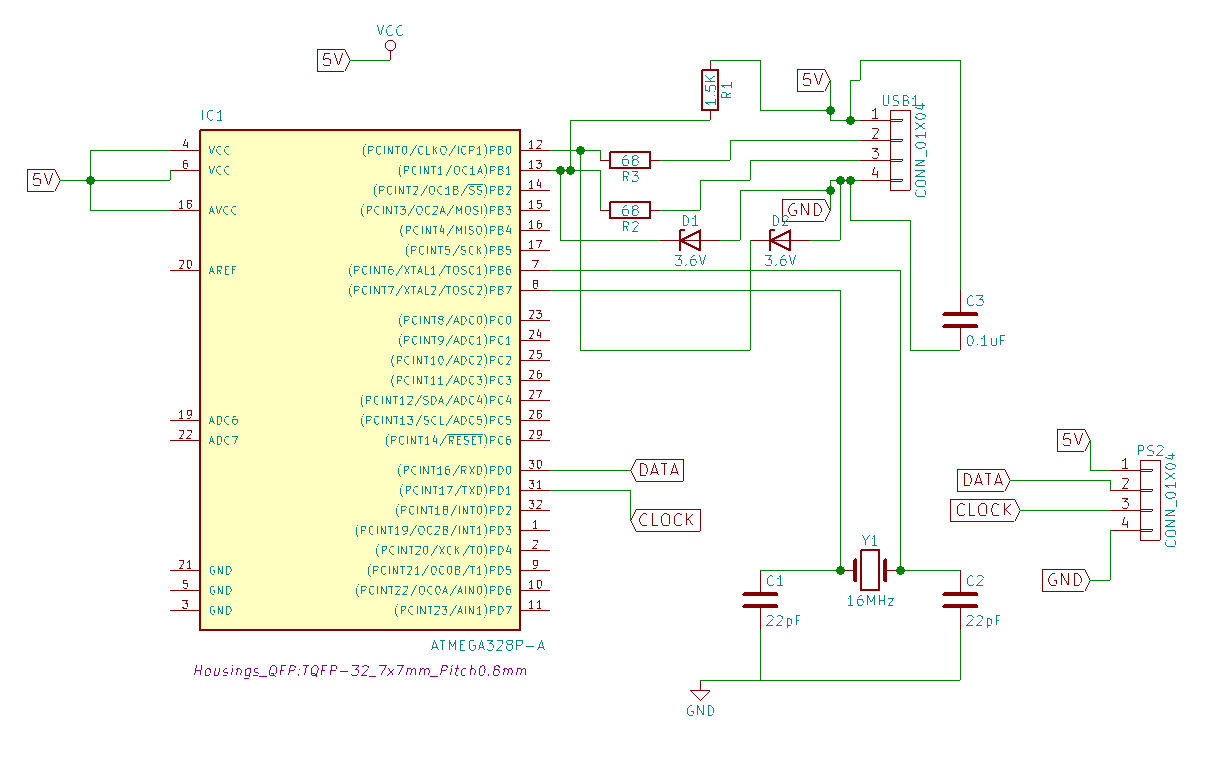 VCC
5V
IC1
4 VCC (PCINT0/CLKO/ICP1)PB0 12
6 VCC (PCINT1/OC1A)PB1 13
(PCINT2/OC1B/SS)PB2 14
18 AVCC (PCINT3/OC2A/MOSI)PB3 15
(PCINT4/MISO)PB4 16
(PCINT5/SCK)PB5 17
20 AREF (PCINT6/XTAL1/TOSC1)PB6 7
(PCINT7/XTAL2/TOSC2)PB7 8
(PCINT8/ADC0)PC0 23
(PCINT9/ADC1)PC1 24
(PCINT10/ADC2)PC2 25
(PCINT11/ADC3)PC3 26
(PCINT12/SDA/ADC4)PC4 27
19 ADC6 (PCINT13/SCL/ADC5)PC5 28
22 ADC7 (PCINT14/RESET)PC6 29
(PCINT16/RXD)PD0 30
(PCINT17/TXD)PD1 31
(PCINT18/INT0)PD2 32
(PCINT19/OC2B/INT1)PD3 1
(PCINT20/XCK/T0)PD4 2
21 GND (PCINT21/OC0B/T1)PD5 9
5 GND (PCINT22/OC0A/AIN0)PD6 10
3 GND (PCINT23/AIN1)PD7 11
5V
ATMEGA328P-A
Housings_QFP:TQFP-32_7x7mm_Pitch0.8mm
1.5K
R1
5V
USB1
1
2
3
4
CONN_01X04
68
R3
68
R2
GND
D1
3.6V
D2
3.6V
C3
0.1uF
DATA
CLOCK
5V
PS2
DATA
CLOCK
GND
1
2
3
4
CONN_01X04
Y1
16MHz
C1
22pF
C2
22pF
GND